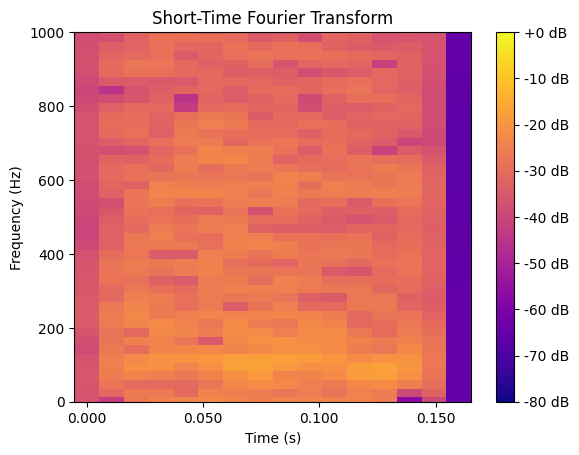 Short-Time Fourier Transform
1000
800
600
400
200
0
Frequency (Hz)
0.000
0.050
0.100
0.150
Time (s)
+0 dB
-10 dB
-20 dB
-30 dB
-40 dB
-50 dB
-60 dB
-70 dB
-80 dB